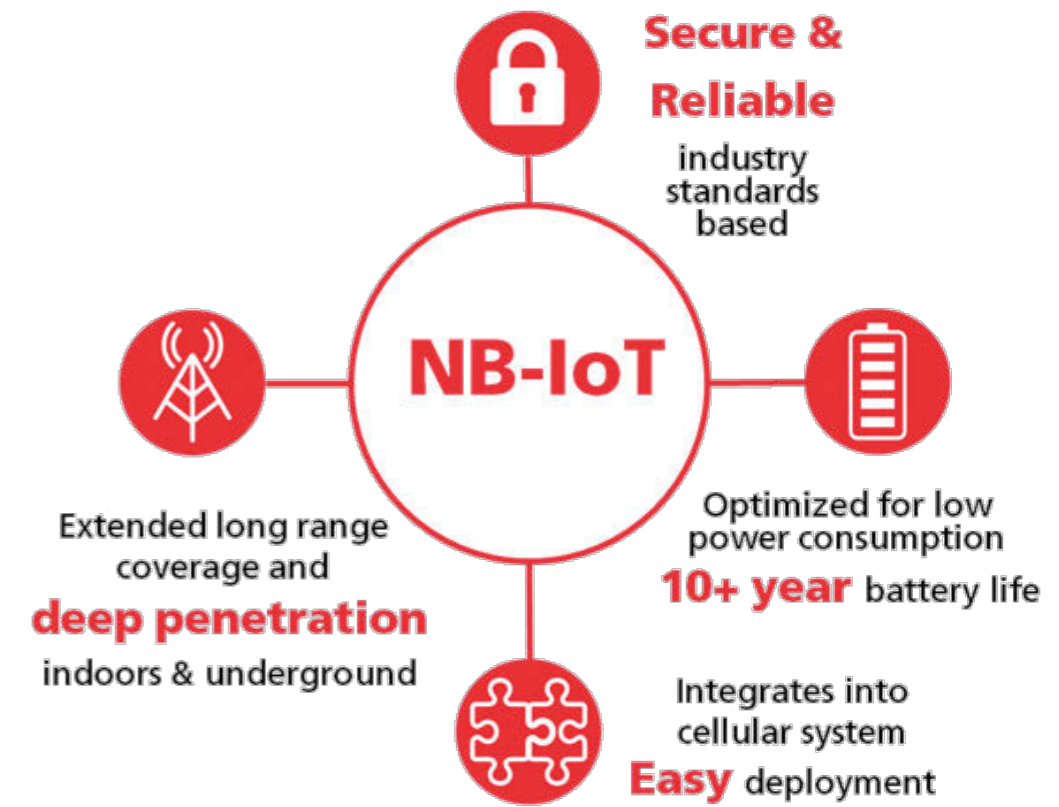 Secure &
Reliable
industry
standards
based
NB-IoT
Extended long range
coverage and
deep penetration
indoors & underground
Optimized for low
power consumption
10+ year battery life
Integrates into
cellular system
Easy deployment